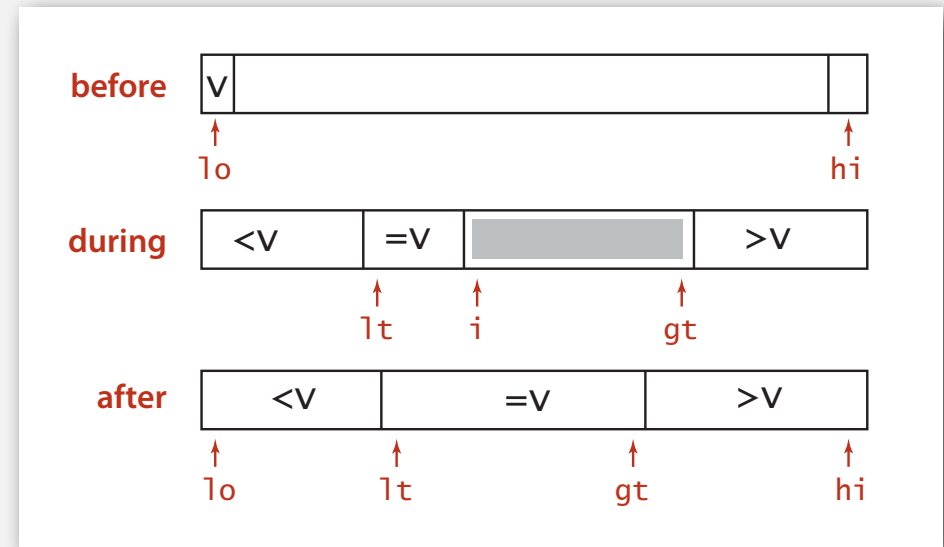 before V
lo hi
during <V =V >V
lt i gt
after <V =V >V
lo lt gt hi